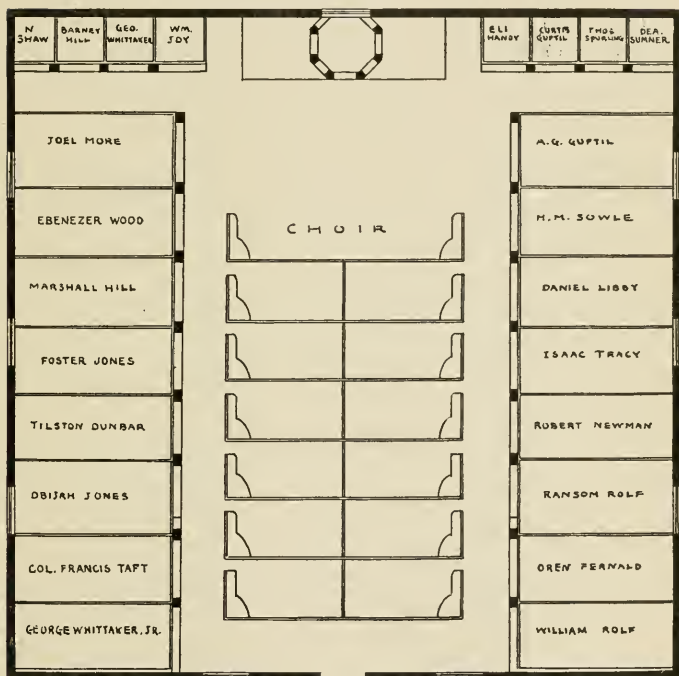 N
SHAW
BARNEY
HILL
GEO.
WHITTAKER
WM.
JOY
ELI
HANDY
CURTIS
GUPTIL
THOS
SPURLING
DEA.
SUMNER
JOEL MORE
A.G. GUPTIL
EBENEZER WOOD
CHOIR
H.M. SOWLE
MARSHALL HILL
DANIEL LIBBY
FOSTER JONES
ISAAC TRACY
TILSTON DUNBAR
ROBERT NEWMAN
OBIJAH JONES
RANSOM ROLF
COL. FRANCIS TAFT
OREN FERNALD
GEORGE WHITTAKER, JR.
WILLIAM ROLF